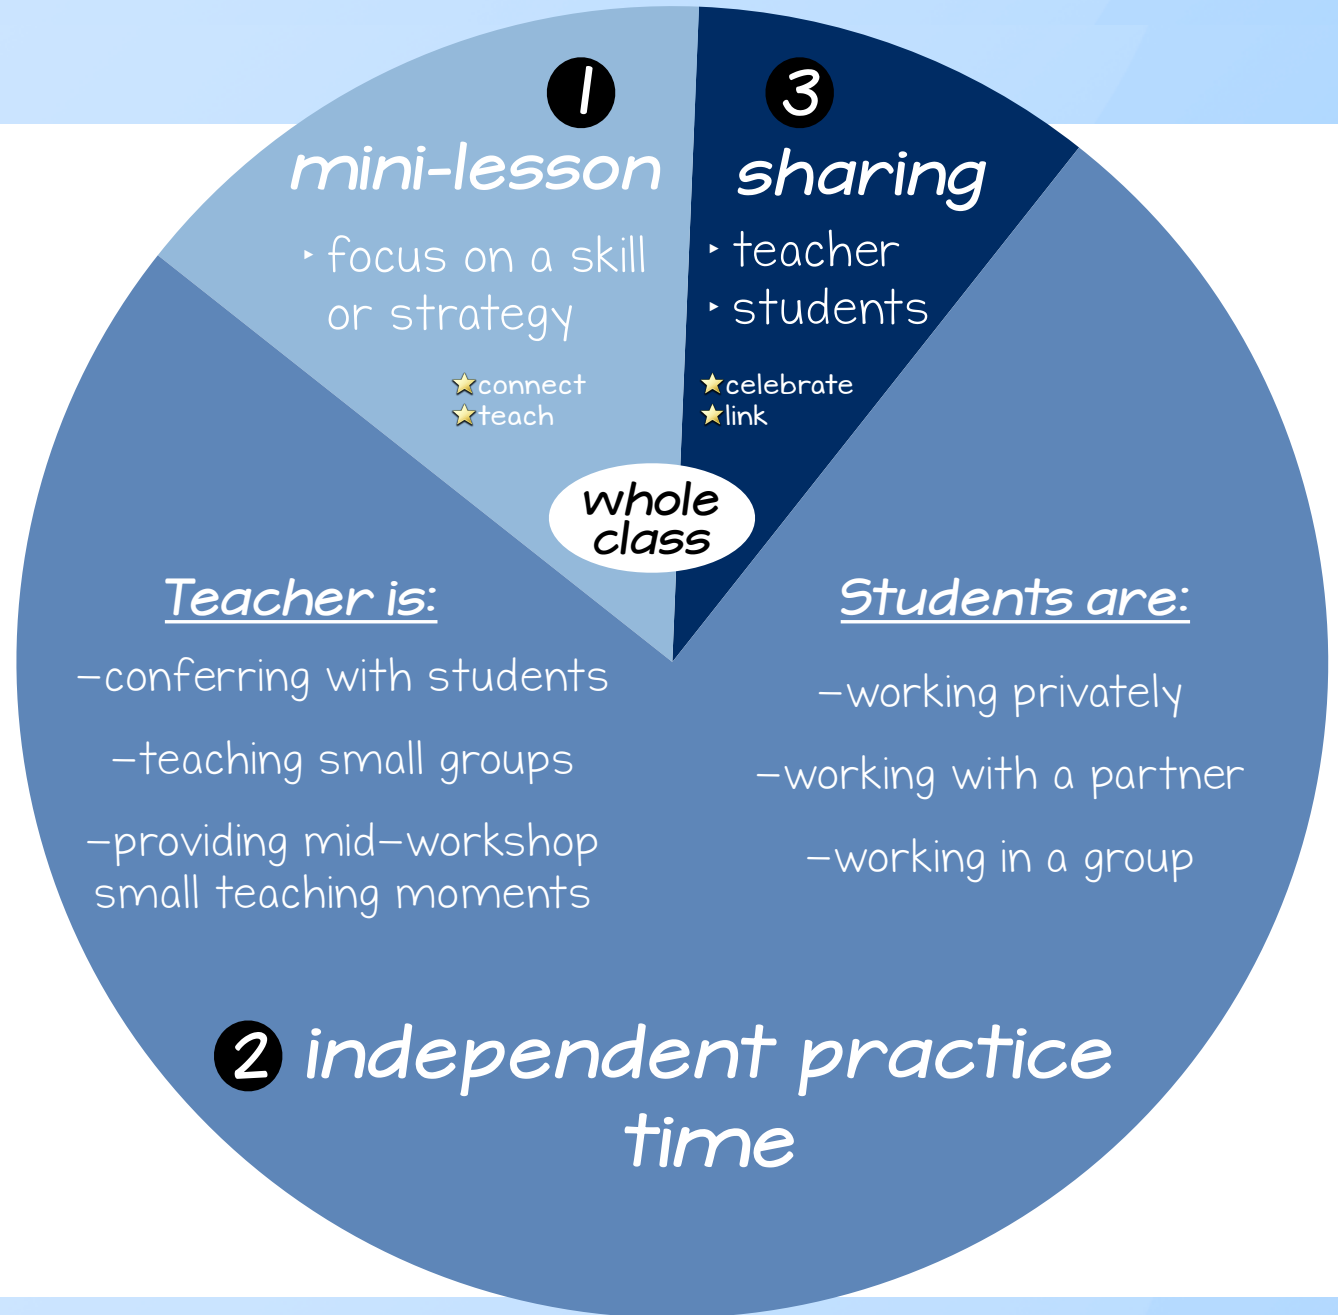 1
mini-lesson
‣ focus on a skill
or strategy
connect
teach
3
sharing
‣ teacher
‣ students
celebrate
link
whole
class
Teacher is:
-conferring with students
-teaching small groups
-providing mid-workshop
small teaching moments
Students are:
-working privately
-working with a partner
-working in a group
2 independent practice
time